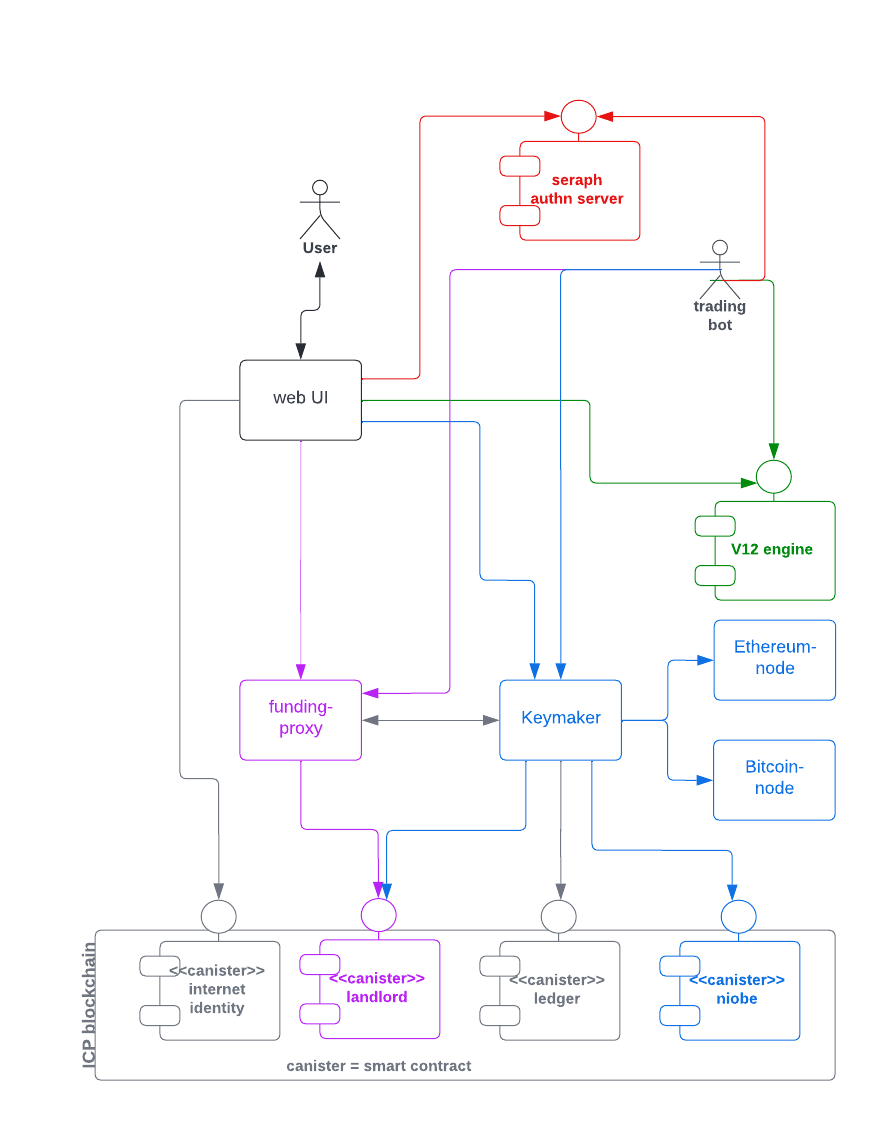 seraph
authn server
User
trading
bot
web UI
V12 engine
Ethereum-
node
funding-
proxy
Keymaker
Bitcoin-
node
ICP blockchain
<<canister>>
internet
identity
<<canister>>
landlord
<<canister>>
ledger
<<canister>>
niobe
canister = smart contract